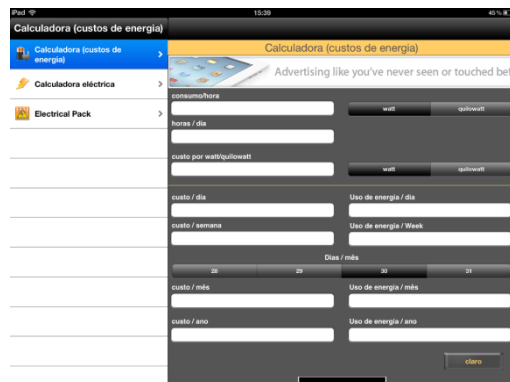 iPad
15:39
45 %
Calculadora (custos de energia)
Calculadora (custos de
energia)
Calculadora eléctrica
Electrical Pack
Calculadora (custos de energia)
Advertising like you've never seen or touched bef
consumo/hora
watt
quilowatt
horas / dia
custo por watt/quilowatt
watt
quilowatt
custo / dia
Uso de energia / dia
custo / semana
Uso de energia / Week
Dias / mês
28
29
30
31
custo / mês
Uso de energia / mês
custo / ano
Uso de energia / ano
claro